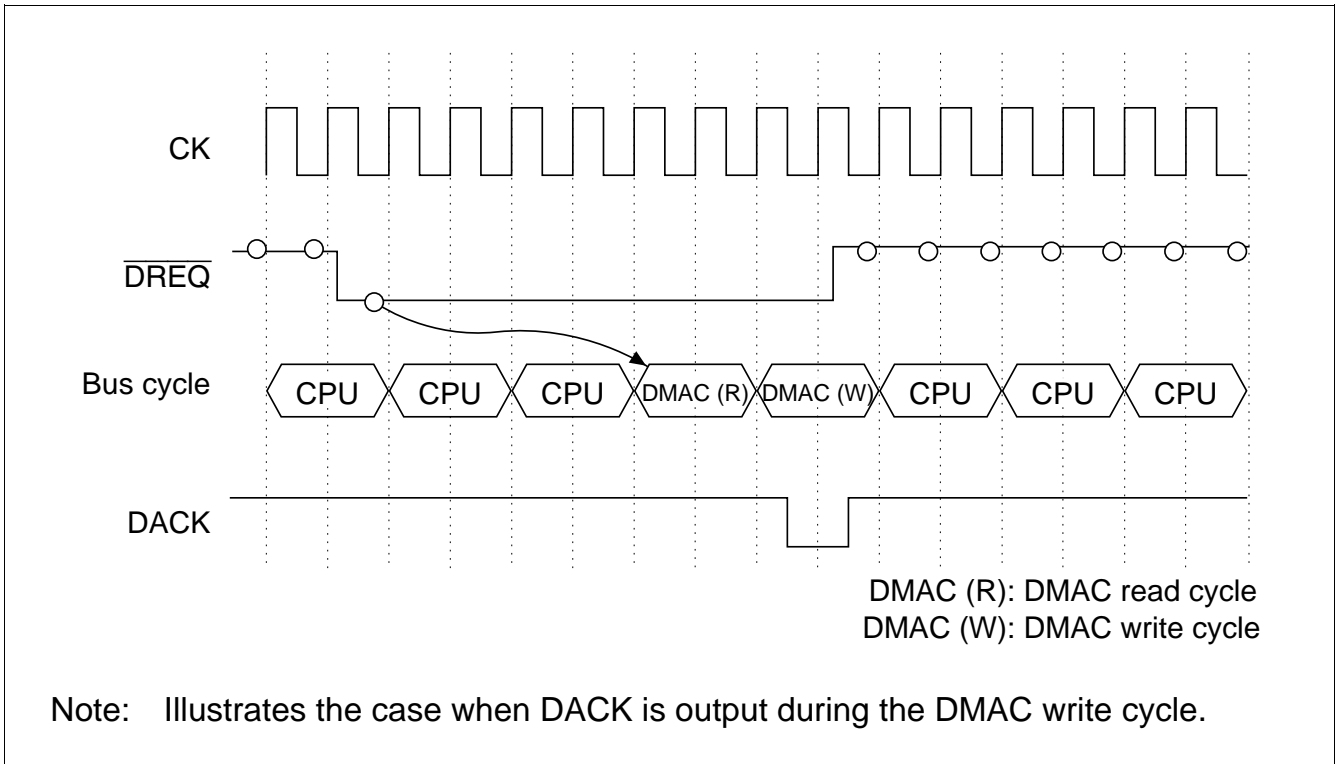 CK
DREQ
Bus cycle CPU CPU CPU DMAC (R) DMAC (W) CPU CPU CPU
DACK
DMAC (R): DMAC read cycle
DMAC (W): DMAC write cycle
Note: Illustrates the case when DACK is output during the DMAC write cycle.